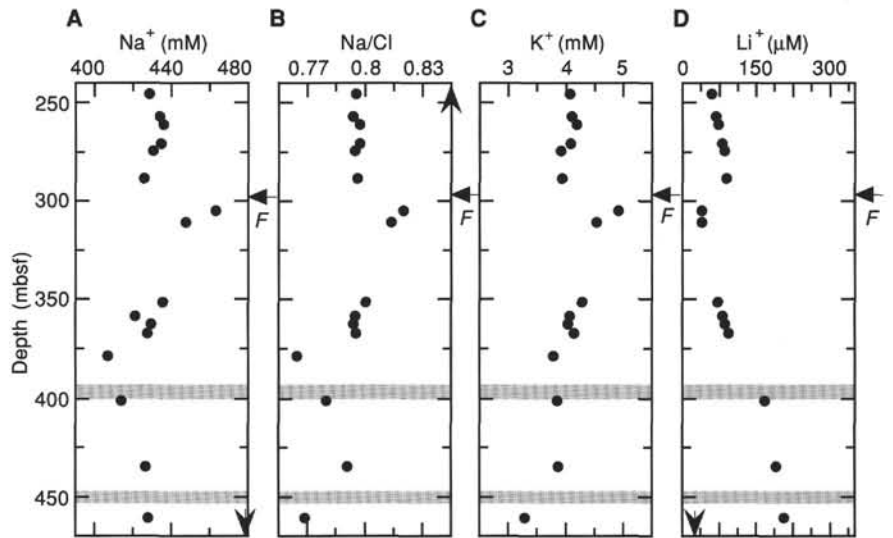 A B C D
Na⁺ (mM) Na/Cl K⁺ (mM) Li⁺ (μM)
400 440 480 0.77 0.8 0.83 3 4 5 0 150 300
250
300
F F F F
350
Depth (mbsf)
400
450